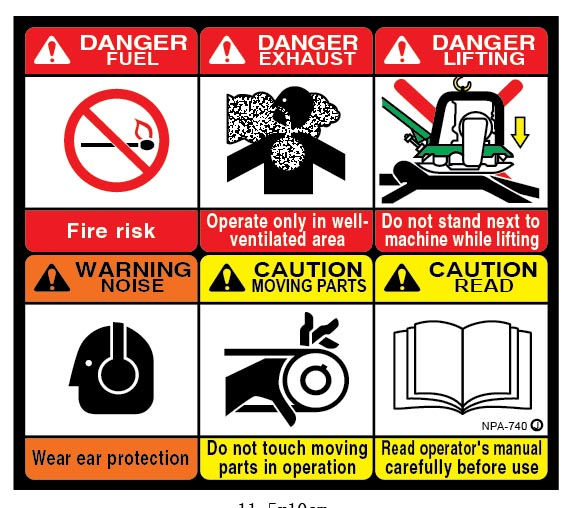 DANGER
FUEL
Fire risk
DANGER
EXHAUST
Operate only in well-
ventilated area
DANGER
LIFTING
Do not stand next to
machine while lifting
WARNING
NOISE
Wear ear protection
CAUTION
MOVING PARTS
Do not touch moving
parts in operation
CAUTION
READ
NPA-740 J
Read operator's manual
carefully before use